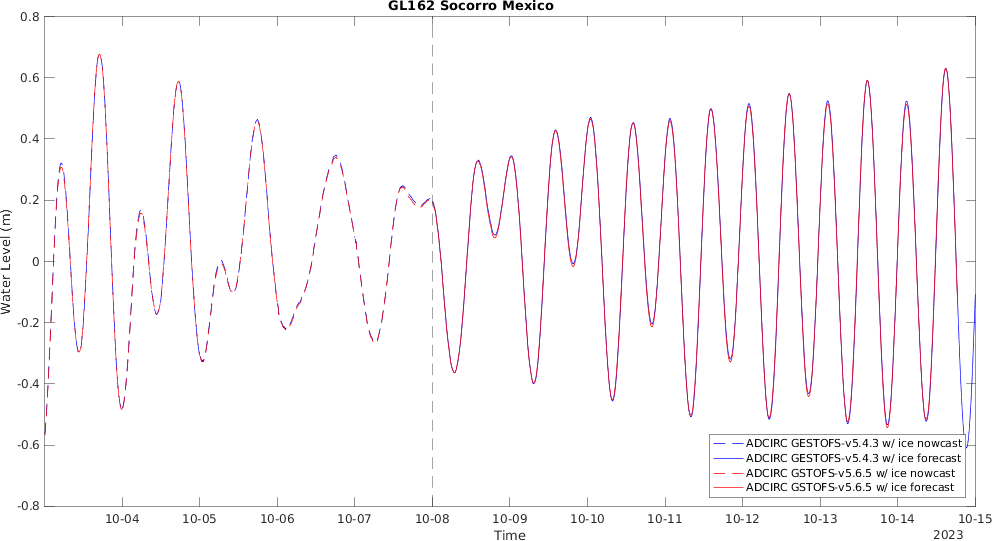 GL162 Socorro Mexico
0.8
0.6
0.4
0.2
0
-0.2
-0.4
-0.6
-0.8
Water Level (m)
ADCIRC GESTOFS-v5.4.3 w/ ice nowcast
ADCIRC GESTOFS-v5.4.3 w/ ice forecast
ADCIRC GSTOFS-v5.6.5 w/ ice nowcast
ADCIRC GSTOFS-v5.6.5 w/ ice forecast
10-04 10-05 10-06 10-07 10-08 10-09 10-10 10-11 10-12 10-13 10-14 10-15
Time
2023